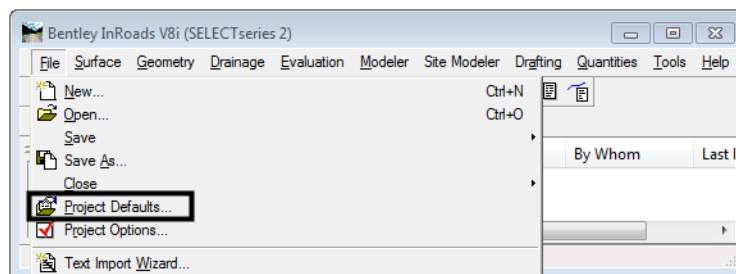 Bentley InRoads V8i (SELECTseries 2)
File Surface Geometry Drainage Evaluation Modeler Site Modeler Drafting Quantities Tools Help
New... Ctrl+N
Open... Ctrl+O
Save
Save As...
By Whom Last
Close
Project Defaults...
Project Options...
Text Import Wizard...